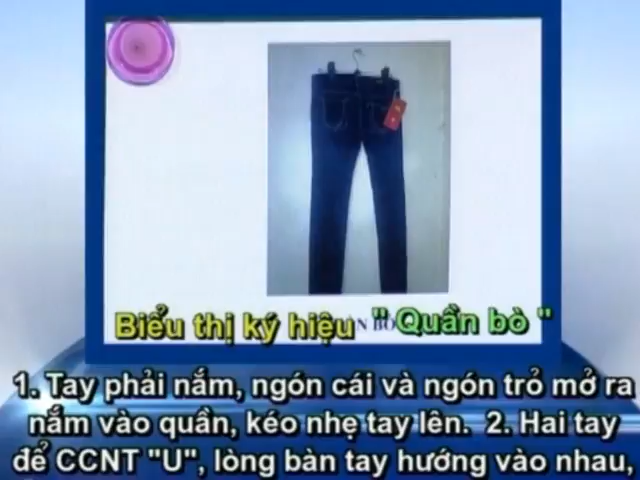 Biểu thị ký hiệu " Quần bò "
1. Tay phải nắm, ngón cái và ngón trỏ mở ra
nắm vào quần, kéo nhẹ tay lên. 2. Hai tay
để CCNT "U", lòng bàn tay hướng vào nhau,